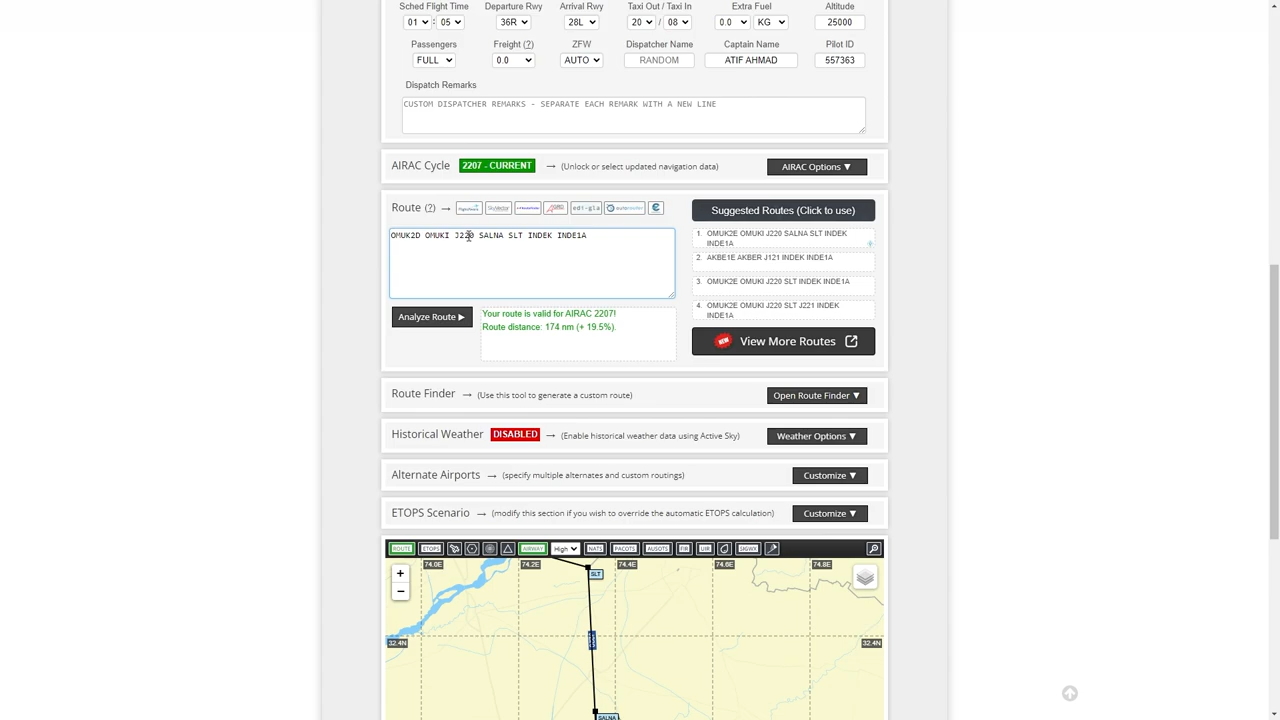 Sched Flight Time Departure Rwy Arrival Rwy Taxi Out / Taxi In Extra Fuel Altitude
01 : 05 36R 28L 20 / 08 0.0 KG 25000
Passengers Freight (?) ZFW Dispatcher Name Captain Name Pilot ID
FULL 0.0 AUTO RANDOM ATIF AHMAD 557363
Dispatch Remarks
CUSTOM DISPATCHER REMARKS - SEPARATE EACH REMARK WITH A NEW LINE
AIRAC Cycle 2207 - CURRENT → (Unlock or select updated navigation data) AIRAC Options ▼
Route (?) → edi-gla
Suggested Routes (Click to use)
OMUK2D OMUKI J220 SALNA SLT INDEK INDE1A
1. OMUK2E OMUKI J220 SALNA SLT INDEK
INDE1A
2. AKBE1E AKBER J121 INDEK INDE1A
3. OMUK2E OMUKI J220 SLT INDEK INDE1A
4. OMUK2E OMUKI J220 SLT J221 INDEK
INDE1A
Analyze Route ▶
Your route is valid for AIRAC 2207!
Route distance: 174 nm (+ 19.5%).
NEW View More Routes
Route Finder → (Use this tool to generate a custom route) Open Route Finder ▼
Historical Weather DISABLED → (Enable historical weather data using Active Sky) Weather Options ▼
Alternate Airports → (specify multiple alternates and custom routings) Customize ▼
ETOPS Scenario → (modify this section if you wish to override the automatic ETOPS calculation) Customize ▼
ROUTE ETOPS AIRWAY High NATS PACOTS AUSOTS FIR UIR SIGWX
74.0E 74.2E 74.4E 74.6E 74.8E
+
SLT
−
32.4N 32.4N
SALNA